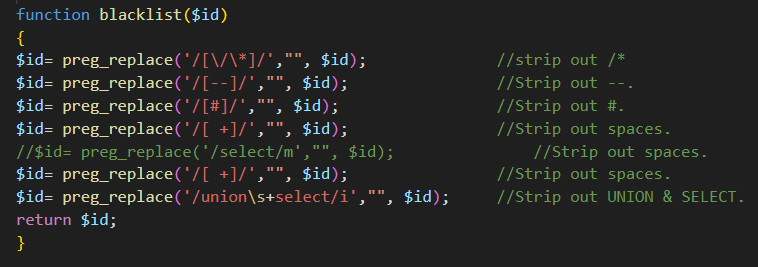 function blacklist($id)
{
$id= preg_replace('/[\/\*]/',"", $id);				//strip out /*
$id= preg_replace('/[--]/',"", $id);				//Strip out --.
$id= preg_replace('/[#]/',"", $id);				//Strip out #.
$id= preg_replace('/[ +]/',"", $id);				//Strip out spaces.
//$id= preg_replace('/select/m',"", $id);				//Strip out spaces.
$id= preg_replace('/[ +]/',"", $id);				//Strip out spaces.
$id= preg_replace('/union\s+select/i',"", $id);		//Strip out UNION & SELECT.
return $id;
}